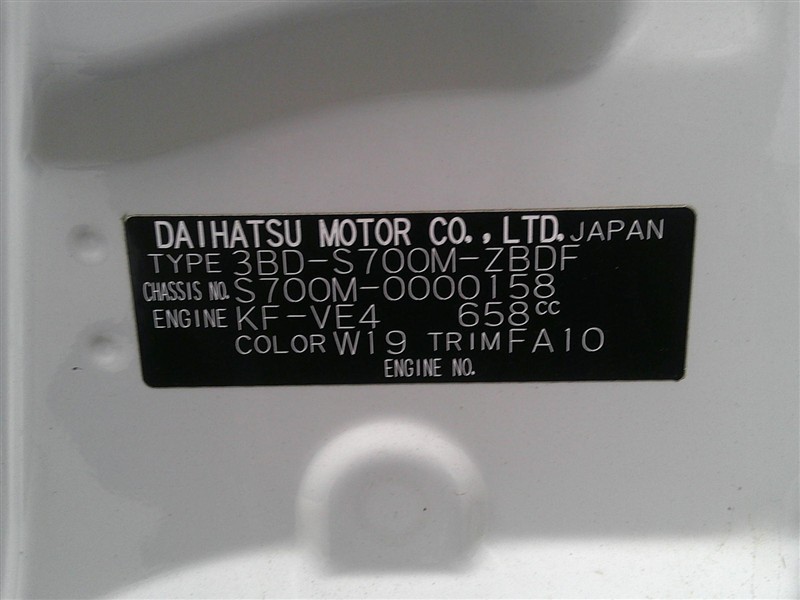 DAIHATSU MOTOR CO., LTD. JAPAN
TYPE 3BD-S700M-ZBDF
CHASSIS NO. S700M-0000158
ENGINE KF-VE4 658cc
COLOR W19 TRIM FA10
ENGINE NO.